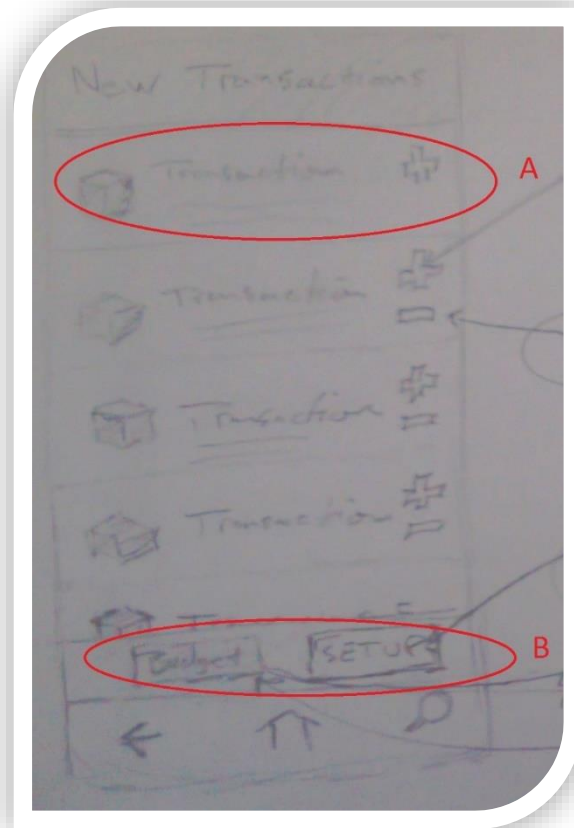 New Transactions
Transaction
A
Transaction
Transaction
Transaction
Budget
SETUP
B